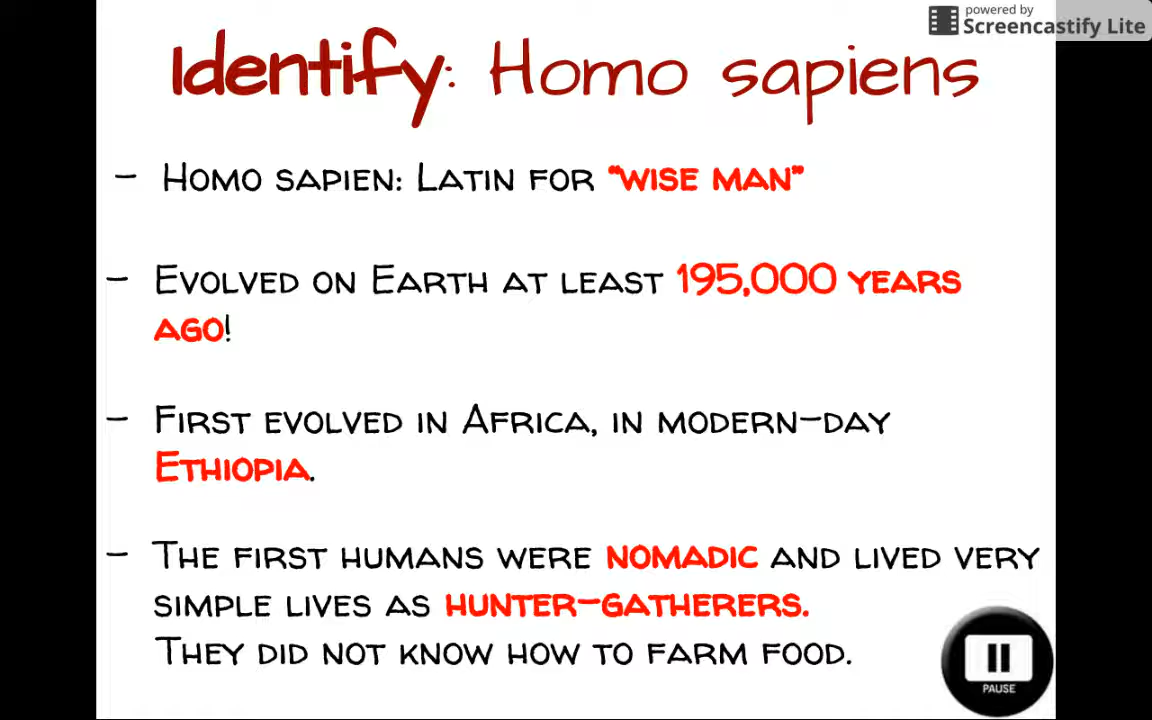 powered by
Screencastify Lite
Identify: Homo sapiens
- Homo sapien: Latin for “wise man”
- Evolved on Earth at least 195,000 years
ago!
- First evolved in Africa, in modern-day
Ethiopia.
- The first humans were nomadic and lived very
simple lives as hunter-gatherers.
They did not know how to farm food.
PAUSE